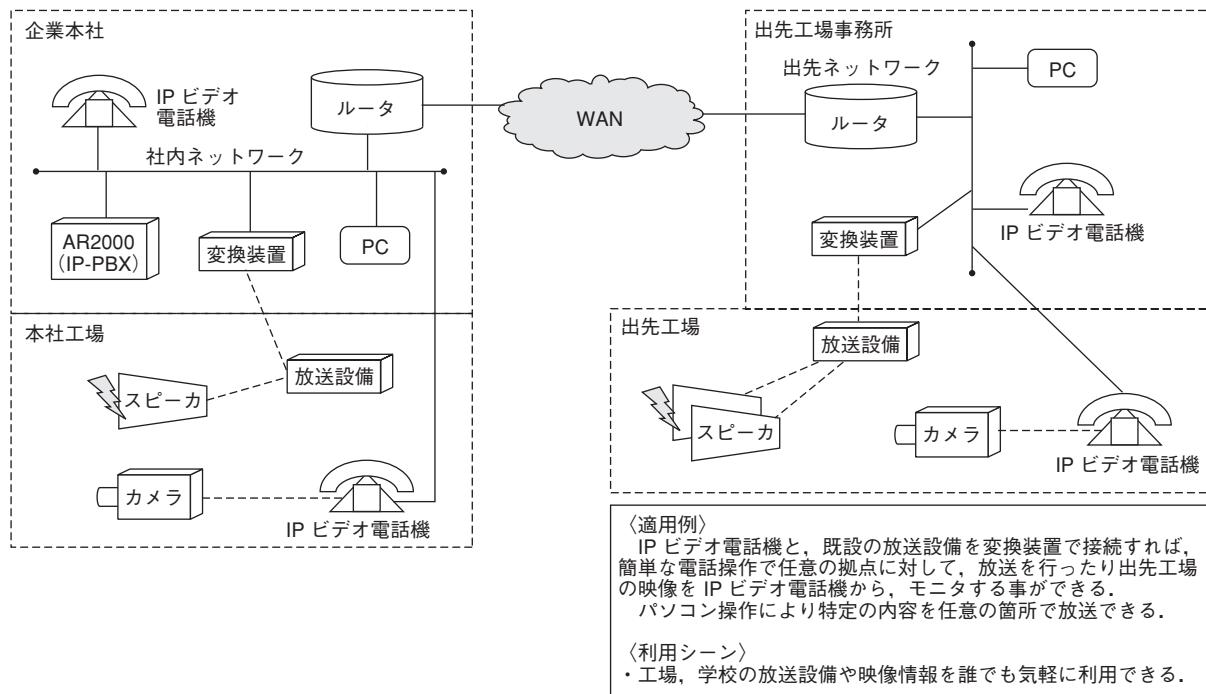 企業本社
IP ビデオ
電話機
ルータ
社内ネットワーク
AR2000
(IP-PBX)
変換装置
PC
本社工場
放送設備
スピーカ
カメラ
IP ビデオ電話機
WAN
出先工場事務所
出先ネットワーク
PC
ルータ
変換装置
IP ビデオ電話機
出先工場
放送設備
スピーカ
カメラ
IP ビデオ電話機
〈適用例〉
IP ビデオ電話機と，既設の放送設備を変換装置で接続すれば，
簡単な電話操作で任意の拠点に対して，放送を行ったり出先工場
の映像を IP ビデオ電話機から，モニタする事ができる．
パソコン操作により特定の内容を任意の箇所で放送できる．
〈利用シーン〉
・工場，学校の放送設備や映像情報を誰でも気軽に利用できる．